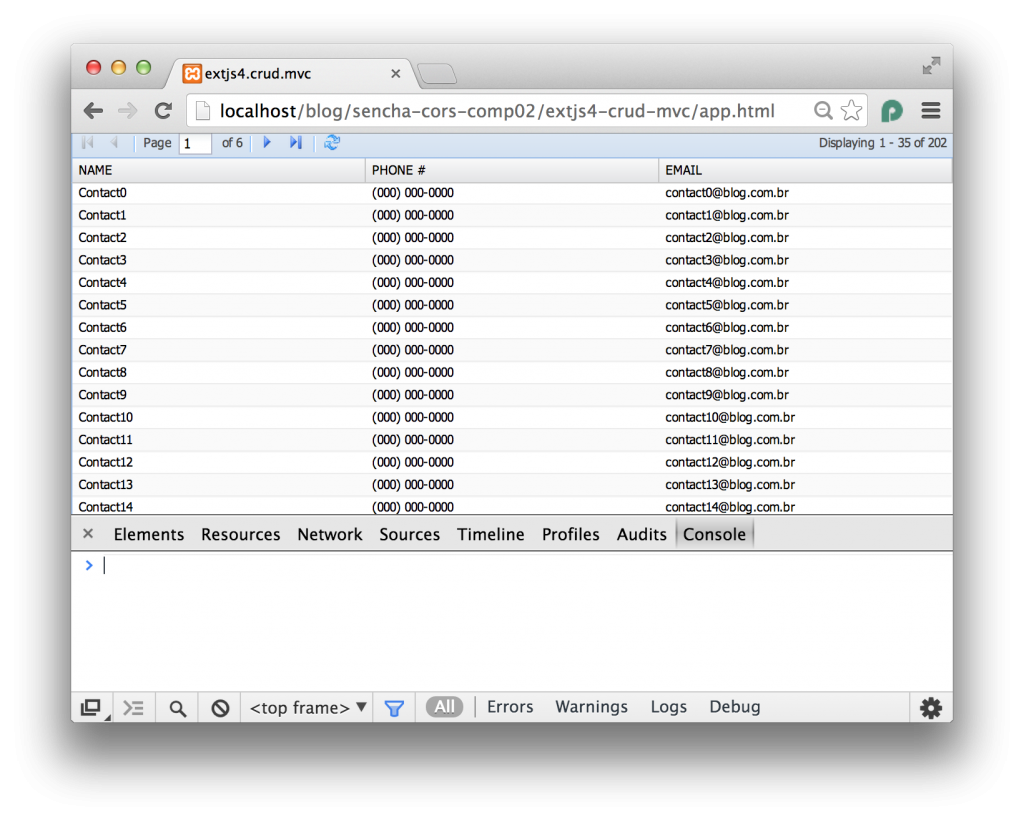 extjs4.crud.mvc
localhost/blog/sencha-cors-comp02/extjs4-crud-mvc/app.html
Page 1 of 6 Displaying 1 - 35 of 202
NAME PHONE # EMAIL
Contact0 (000) 000-0000 contact0@blog.com.br
Contact1 (000) 000-0000 contact1@blog.com.br
Contact2 (000) 000-0000 contact2@blog.com.br
Contact3 (000) 000-0000 contact3@blog.com.br
Contact4 (000) 000-0000 contact4@blog.com.br
Contact5 (000) 000-0000 contact5@blog.com.br
Contact6 (000) 000-0000 contact6@blog.com.br
Contact7 (000) 000-0000 contact7@blog.com.br
Contact8 (000) 000-0000 contact8@blog.com.br
Contact9 (000) 000-0000 contact9@blog.com.br
Contact10 (000) 000-0000 contact10@blog.com.br
Contact11 (000) 000-0000 contact11@blog.com.br
Contact12 (000) 000-0000 contact12@blog.com.br
Contact13 (000) 000-0000 contact13@blog.com.br
Contact14 (000) 000-0000 contact14@blog.com.br
Elements Resources Network Sources Timeline Profiles Audits Console
<top frame> All Errors Warnings Logs Debug